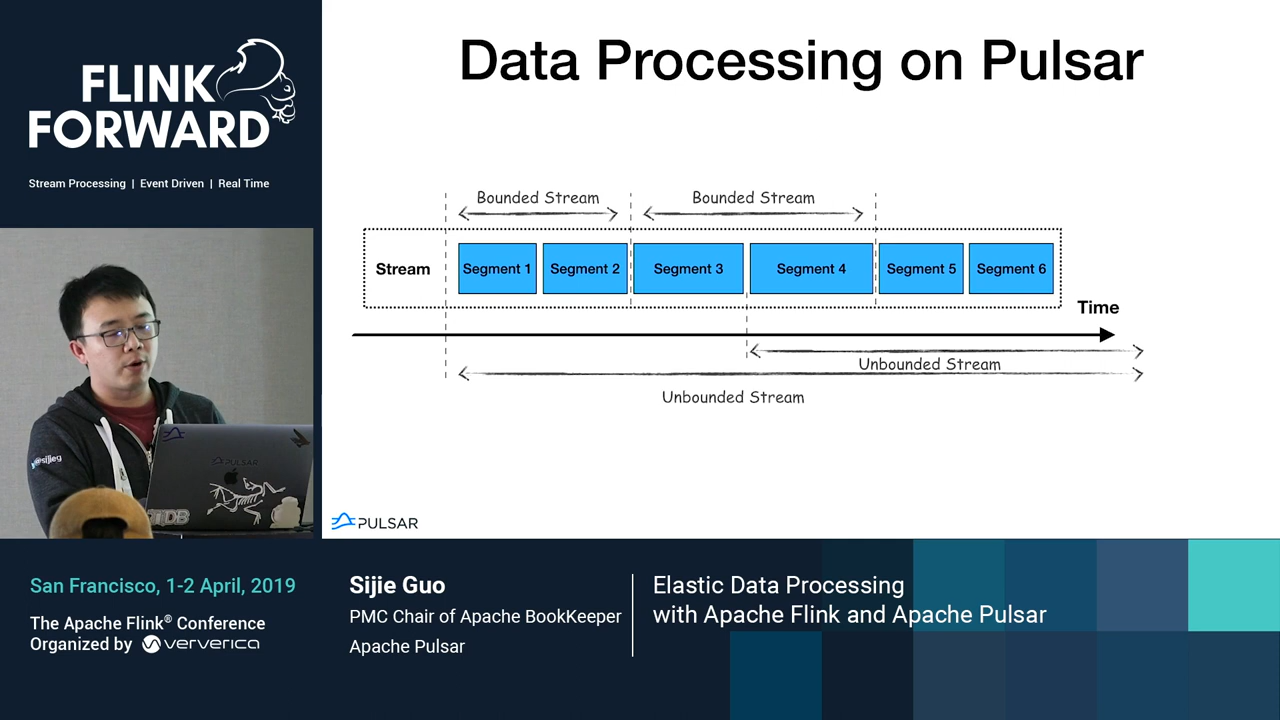 FLINK
FORWARD
Stream Processing | Event Driven | Real Time
Data Processing on Pulsar
Bounded Stream
Bounded Stream
Stream
Segment 1
Segment 2
Segment 3
Segment 4
Segment 5
Segment 6
Time
Unbounded Stream
Unbounded Stream
PULSAR
@sijieg
PULSAR
San Francisco, 1-2 April, 2019
The Apache Flink® Conference
Organized by ververica
Sijie Guo
PMC Chair of Apache BookKeeper
Apache Pulsar
Elastic Data Processing
with Apache Flink and Apache Pulsar